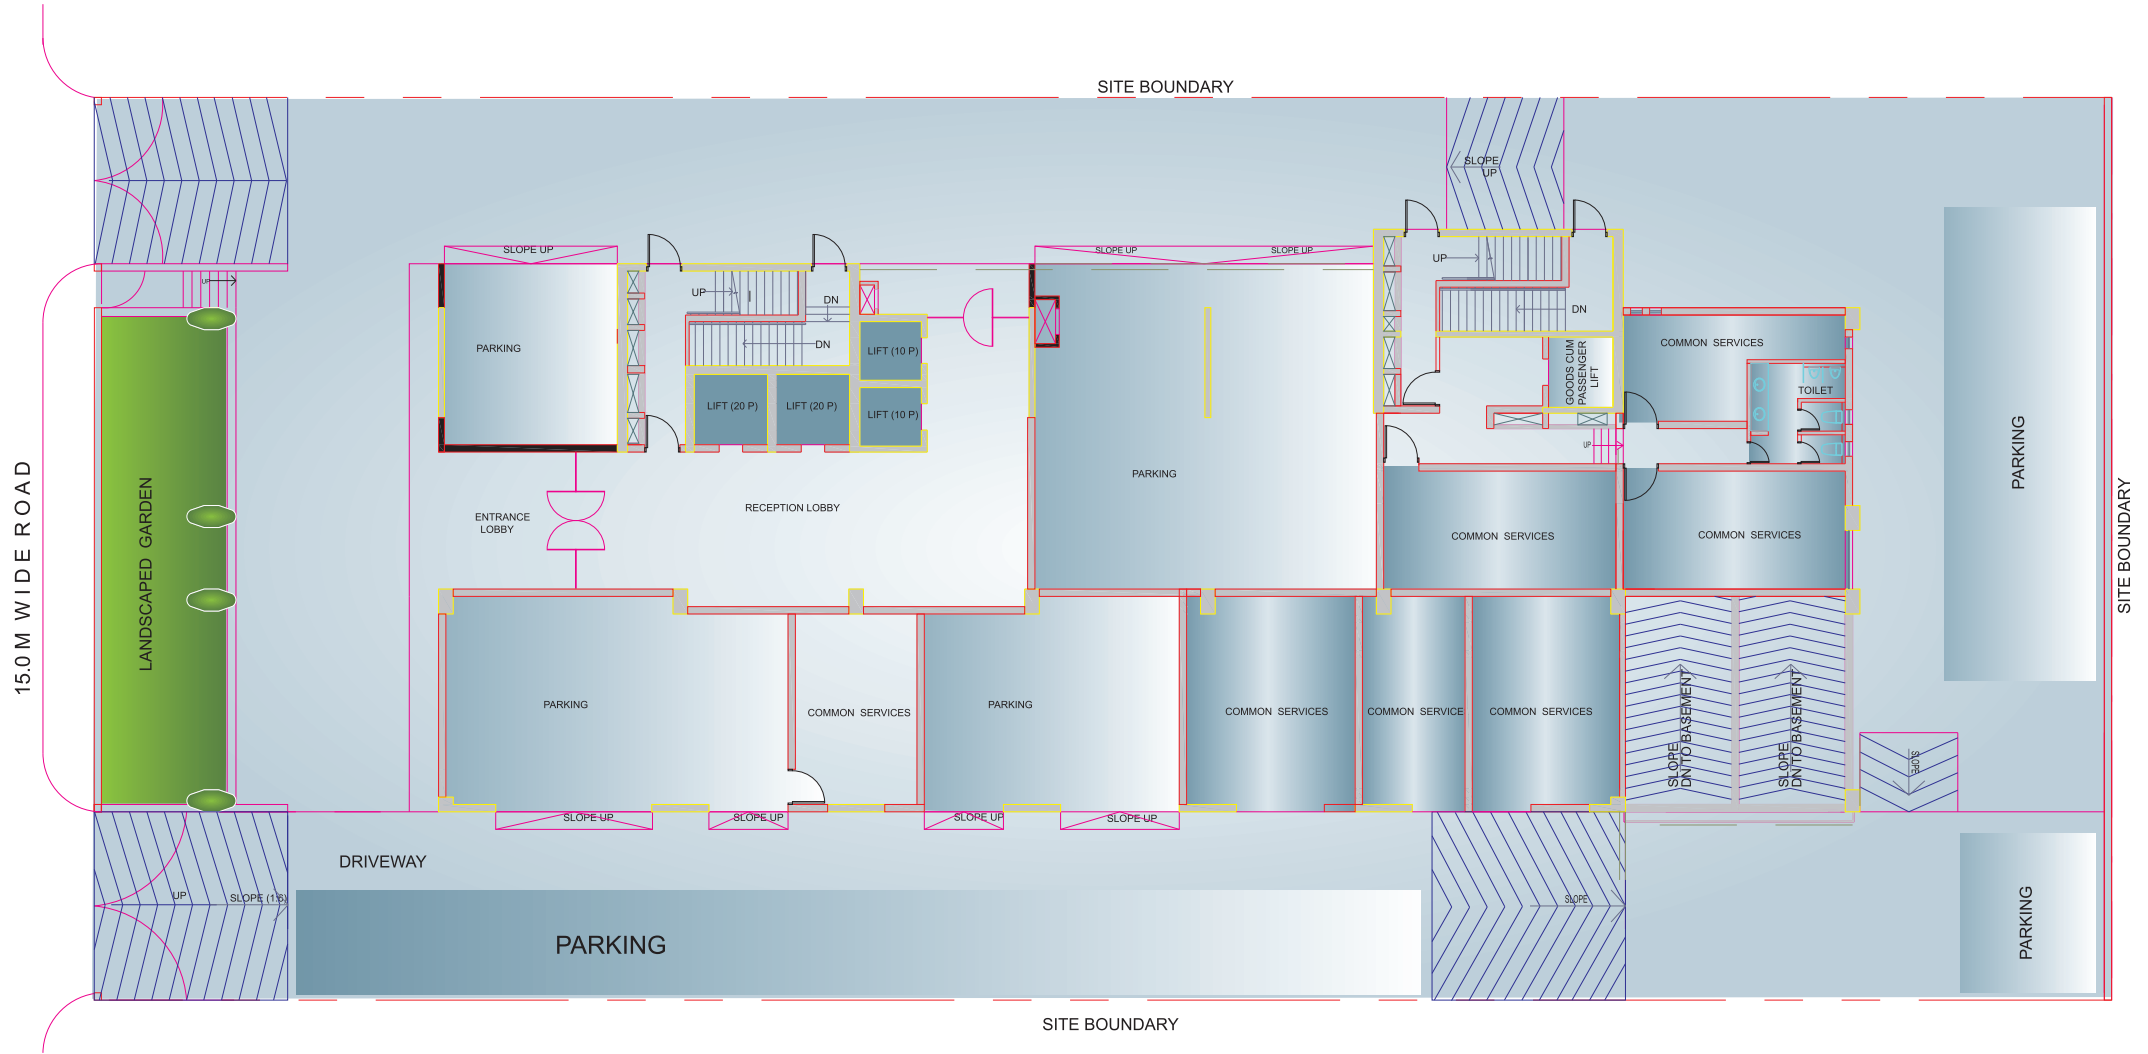 SITE BOUNDARY
SLOPE
UP
SLOPE UP
SLOPE UP
SLOPE UP
UP
UP
UP
DN
DN
DN
PARKING
LIFT (10 P)
LIFT (20 P)
LIFT (20 P)
LIFT (10 P)
GOODS CUM
PASSENGER
LIFT
COMMON SERVICES
TOILET
UP
PARKING
PARKING
SITE BOUNDARY
15.0 M WIDE ROAD
LANDSCAPED GARDEN
ENTRANCE
LOBBY
RECEPTION LOBBY
COMMON SERVICES
COMMON SERVICES
PARKING
COMMON SERVICES
PARKING
COMMON SERVICES
COMMON SERVICE
COMMON SERVICES
SLOPE
DN TO BASEMENT
SLOPE
DN TO BASEMENT
SLOPE
SLOPE UP
SLOPE UP
SLOPE UP
SLOPE UP
DRIVEWAY
UP
SLOPE (1:6)
PARKING
SLOPE
PARKING
SITE BOUNDARY